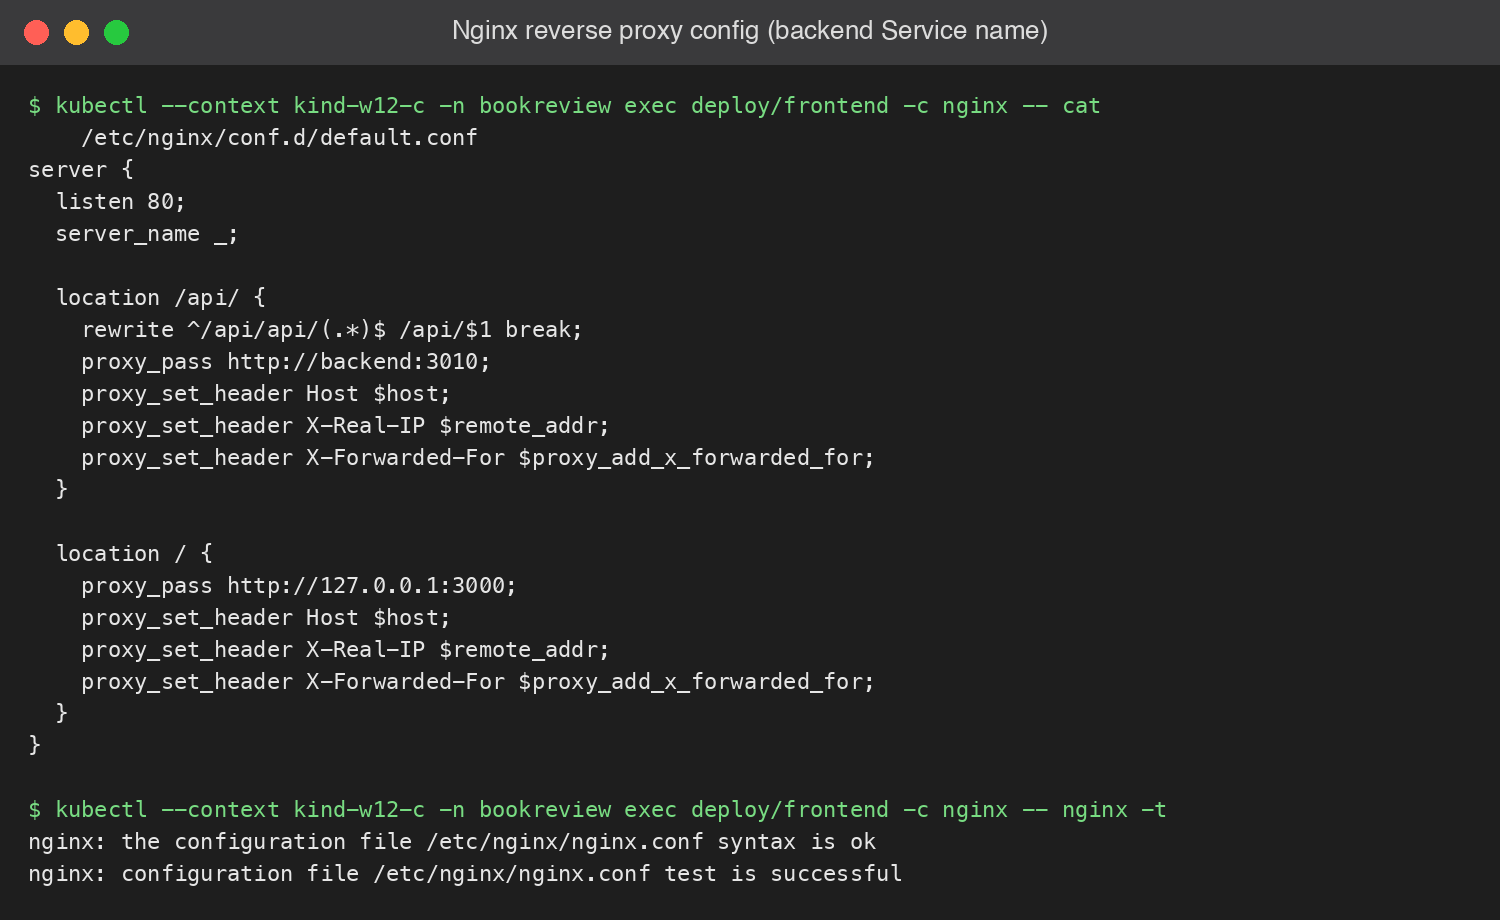 Nginx reverse proxy config (backend Service name)
$ kubectl --context kind-w12-c -n bookreview exec deploy/frontend -c nginx -- cat
    /etc/nginx/conf.d/default.conf
server {
  listen 80;
  server_name _;

  location /api/ {
    rewrite ^/api/api/(.*)$ /api/$1 break;
    proxy_pass http://backend:3010;
    proxy_set_header Host $host;
    proxy_set_header X-Real-IP $remote_addr;
    proxy_set_header X-Forwarded-For $proxy_add_x_forwarded_for;
  }

  location / {
    proxy_pass http://127.0.0.1:3000;
    proxy_set_header Host $host;
    proxy_set_header X-Real-IP $remote_addr;
    proxy_set_header X-Forwarded-For $proxy_add_x_forwarded_for;
  }
}

$ kubectl --context kind-w12-c -n bookreview exec deploy/frontend -c nginx -- nginx -t
nginx: the configuration file /etc/nginx/nginx.conf syntax is ok
nginx: configuration file /etc/nginx/nginx.conf test is successful